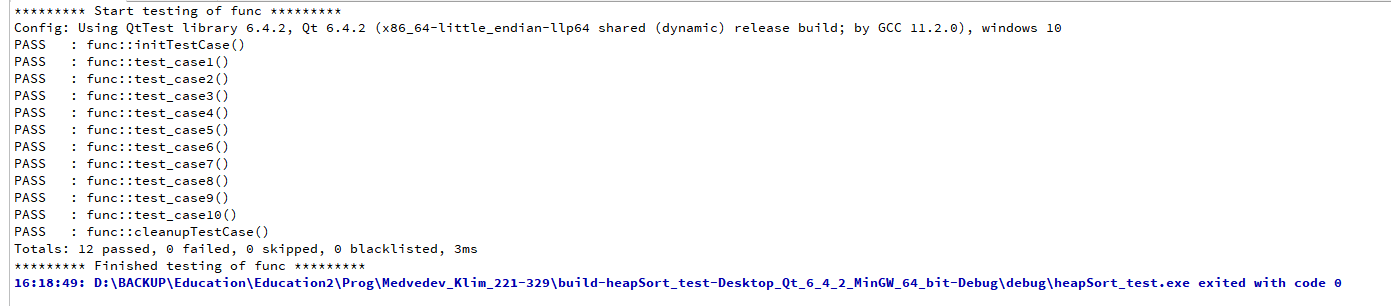 ********* Start testing of func *********
Config: Using QtTest library 6.4.2, Qt 6.4.2 (x86_64-little_endian-llp64 shared (dynamic) release build; by GCC 11.2.0), windows 10
PASS   : func::initTestCase()
PASS   : func::test_case1()
PASS   : func::test_case2()
PASS   : func::test_case3()
PASS   : func::test_case4()
PASS   : func::test_case5()
PASS   : func::test_case6()
PASS   : func::test_case7()
PASS   : func::test_case8()
PASS   : func::test_case9()
PASS   : func::test_case10()
PASS   : func::cleanupTestCase()
Totals: 12 passed, 0 failed, 0 skipped, 0 blacklisted, 3ms
********* Finished testing of func *********
16:18:49: D:\BACKUP\Education\Education2\Prog\Medvedev_Klim_221-329\build-heapSort_test-Desktop_Qt_6_4_2_MinGW_64_bit-Debug\debug\heapSort_test.exe exited with code 0